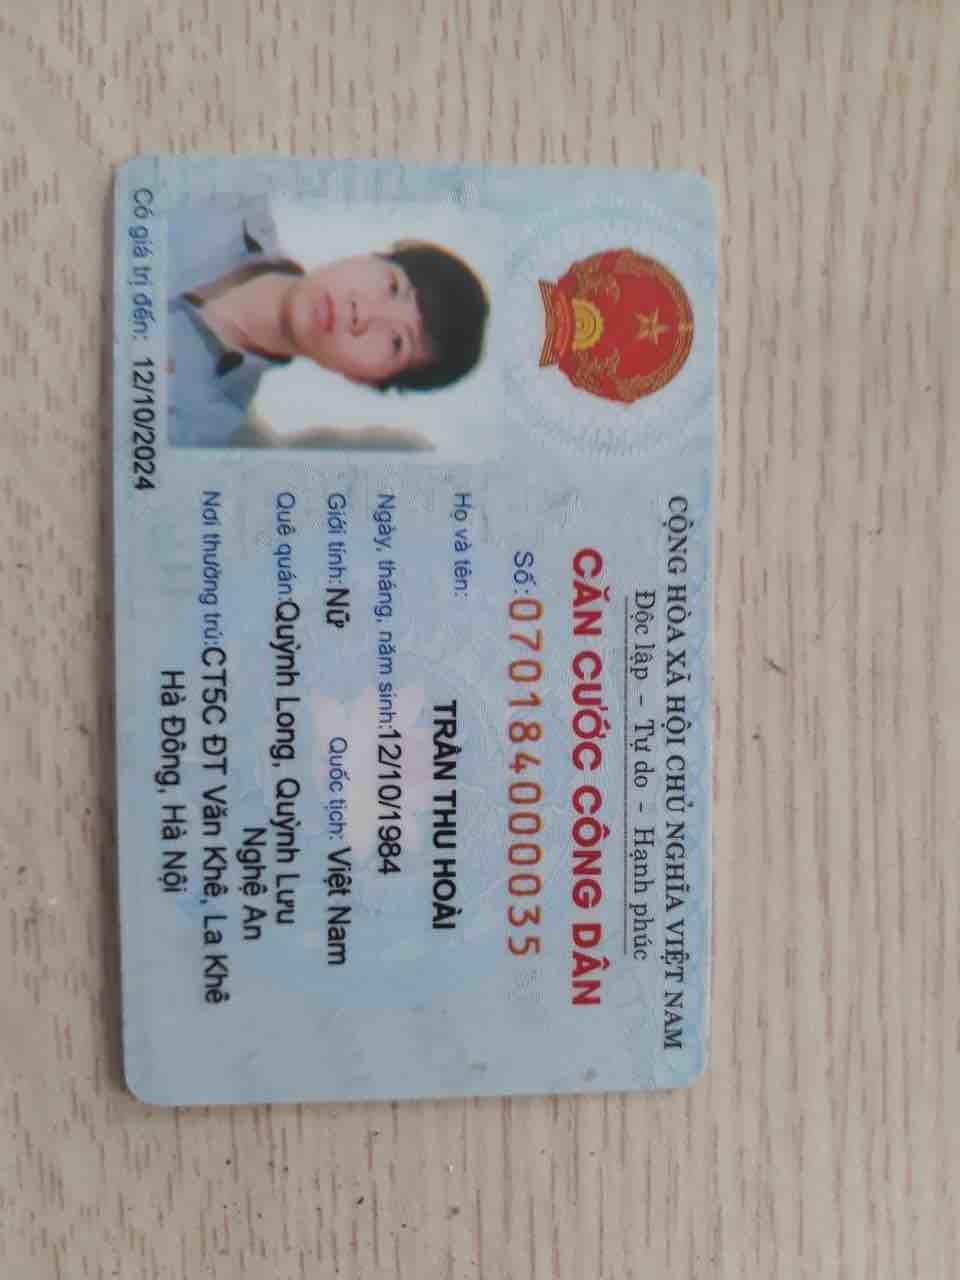 CỘNG HÒA XÃ HỘI CHỦ NGHĨA VIỆT NAM
Độc lập - Tự do - Hạnh phúc
CĂN CƯỚC CÔNG DÂN
Số: 070184000035
Họ và tên:
TRẦN THU HOÀI
Ngày, tháng, năm sinh: 12/10/1984
Giới tính: Nữ Quốc tịch: Việt Nam
Quê quán: Quỳnh Long, Quỳnh Lưu
Nghệ An
Nơi thường trú: CT5C ĐT Văn Khê, La Khê
Hà Đông, Hà Nội
Có giá trị đến: 12/10/2024